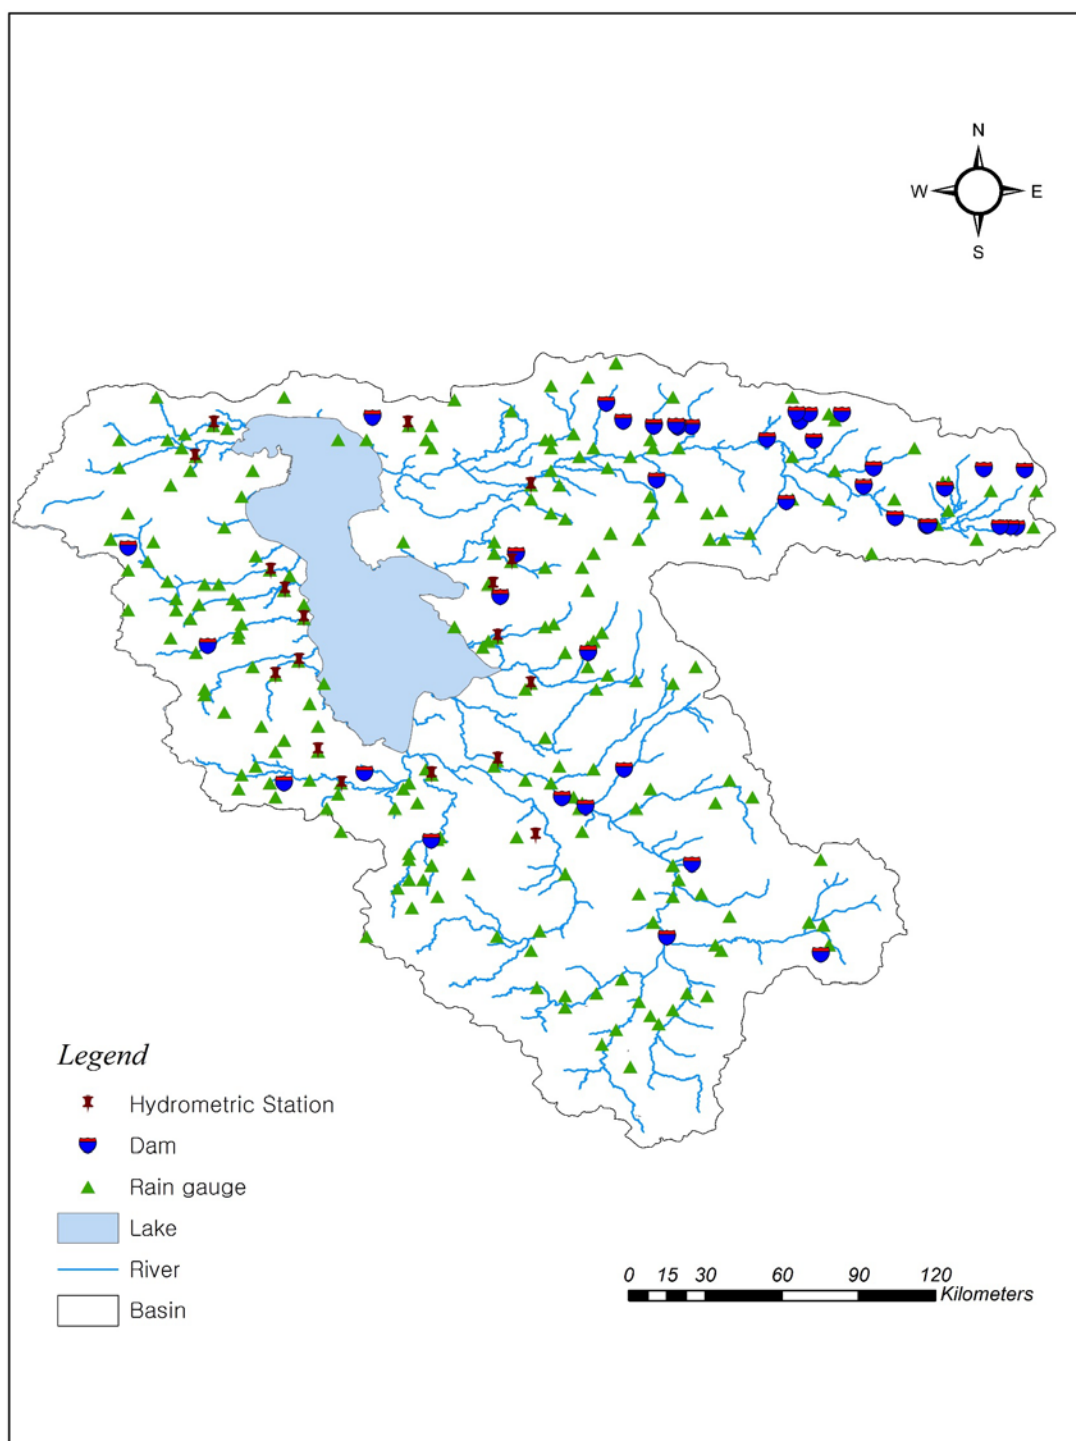 N
W E
S
Legend
Hydrometric Station
Dam
Rain gauge
Lake
River
Basin
0 15 30 60 90 120
Kilometers